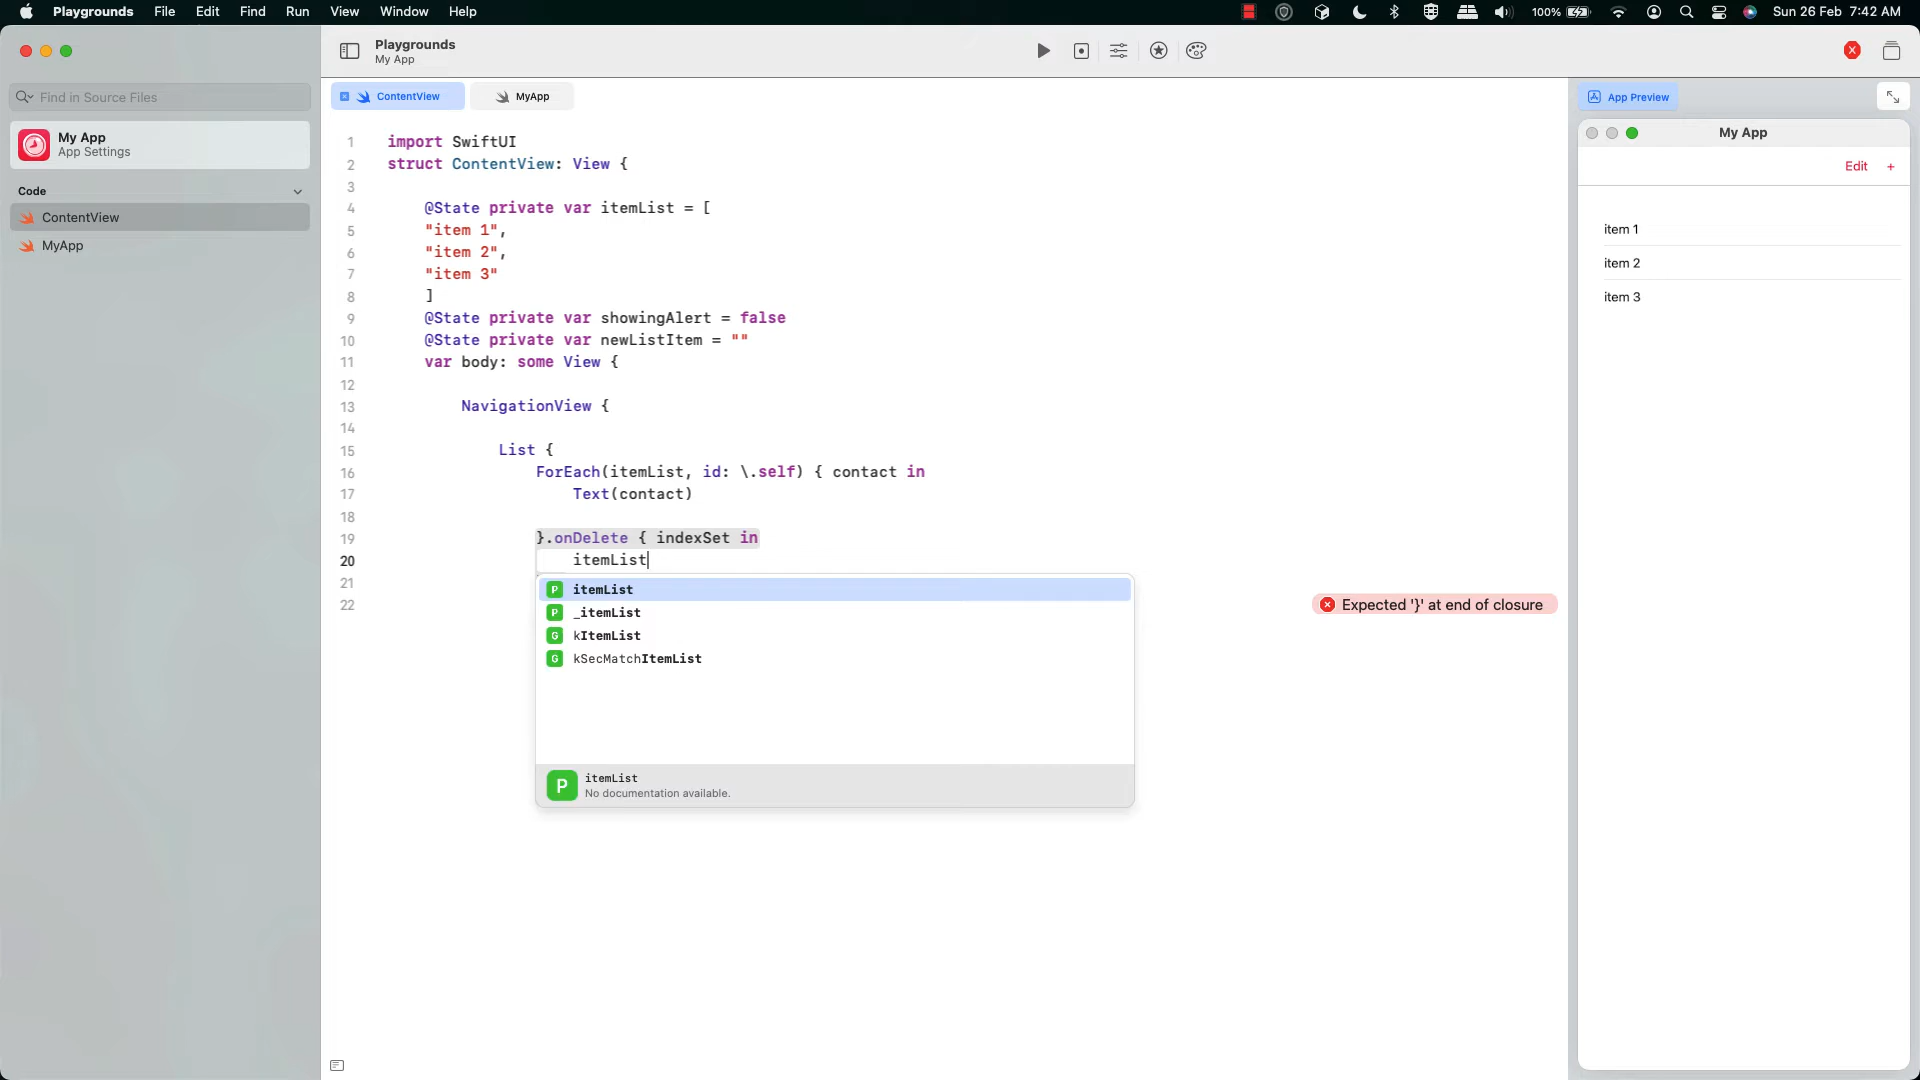 Playgrounds File Edit Find Run View Window Help 100% Sun 26 Feb 7:42 AM
Playgrounds
My App
Find in Source Files
My App
App Settings
Code
ContentView
MyApp
ContentView MyApp
1 import SwiftUI
2 struct ContentView: View {
3
4 @State private var itemList = [
5 "item 1",
6 "item 2",
7 "item 3"
8 ]
9 @State private var showingAlert = false
10 @State private var newListItem = ""
11 var body: some View {
12
13 NavigationView {
14
15 List {
16 ForEach(itemList, id: \.self) { contact in
17 Text(contact)
18
19 }.onDelete { indexSet in
20 itemList
21
22
P itemList
P _itemList
G kItemList
G kSecMatchItemList
P itemList
No documentation available.
Expected '}' at end of closure
App Preview
My App
Edit +
item 1
item 2
item 3